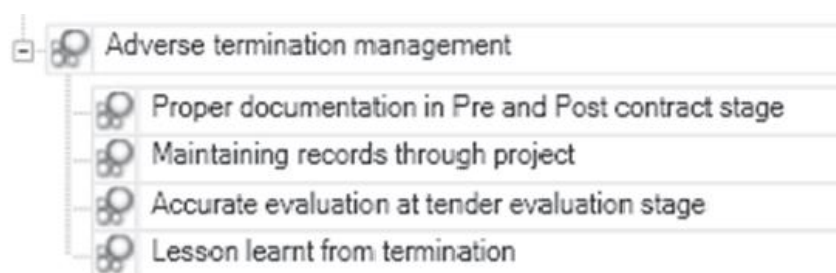 Adverse termination management
Proper documentation in Pre and Post contract stage
Maintaining records through project
Accurate evaluation at tender evaluation stage
Lesson learnt from termination